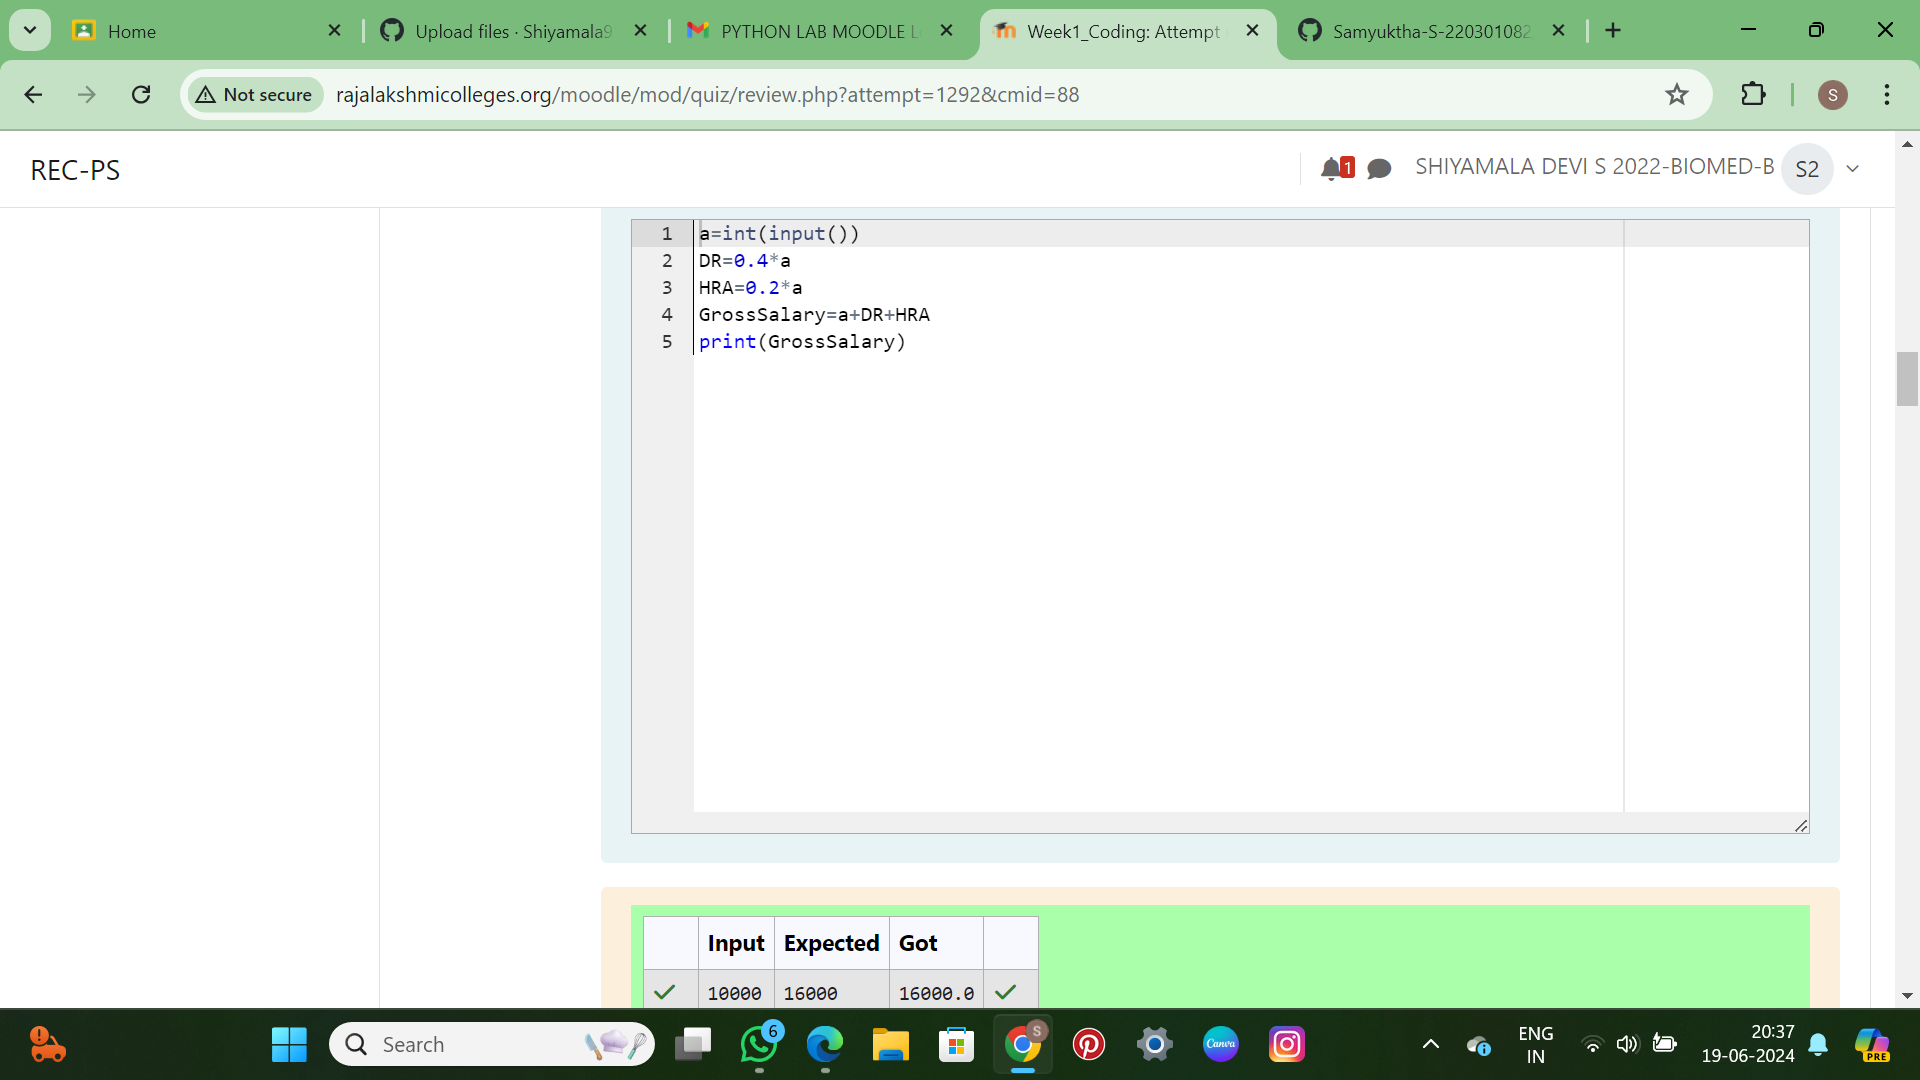 Home
Upload files · Shiyamala9
PYTHON LAB MOODLE L
Week1_Coding: Attempt
Samyuktha-S-220301082
Not secure
rajalakshmicolleges.org/moodle/mod/quiz/review.php?attempt=1292&cmid=88
S
REC-PS
1
SHIYAMALA DEVI S 2022-BIOMED-B
S2
1 a=int(input())
2 DR=0.4*a
3 HRA=0.2*a
4 GrossSalary=a+DR+HRA
5 print(GrossSalary)
Input Expected Got
10000 16000 16000.0
Search
6
S
Canva
ENG
IN
20:37
19-06-2024
PRE